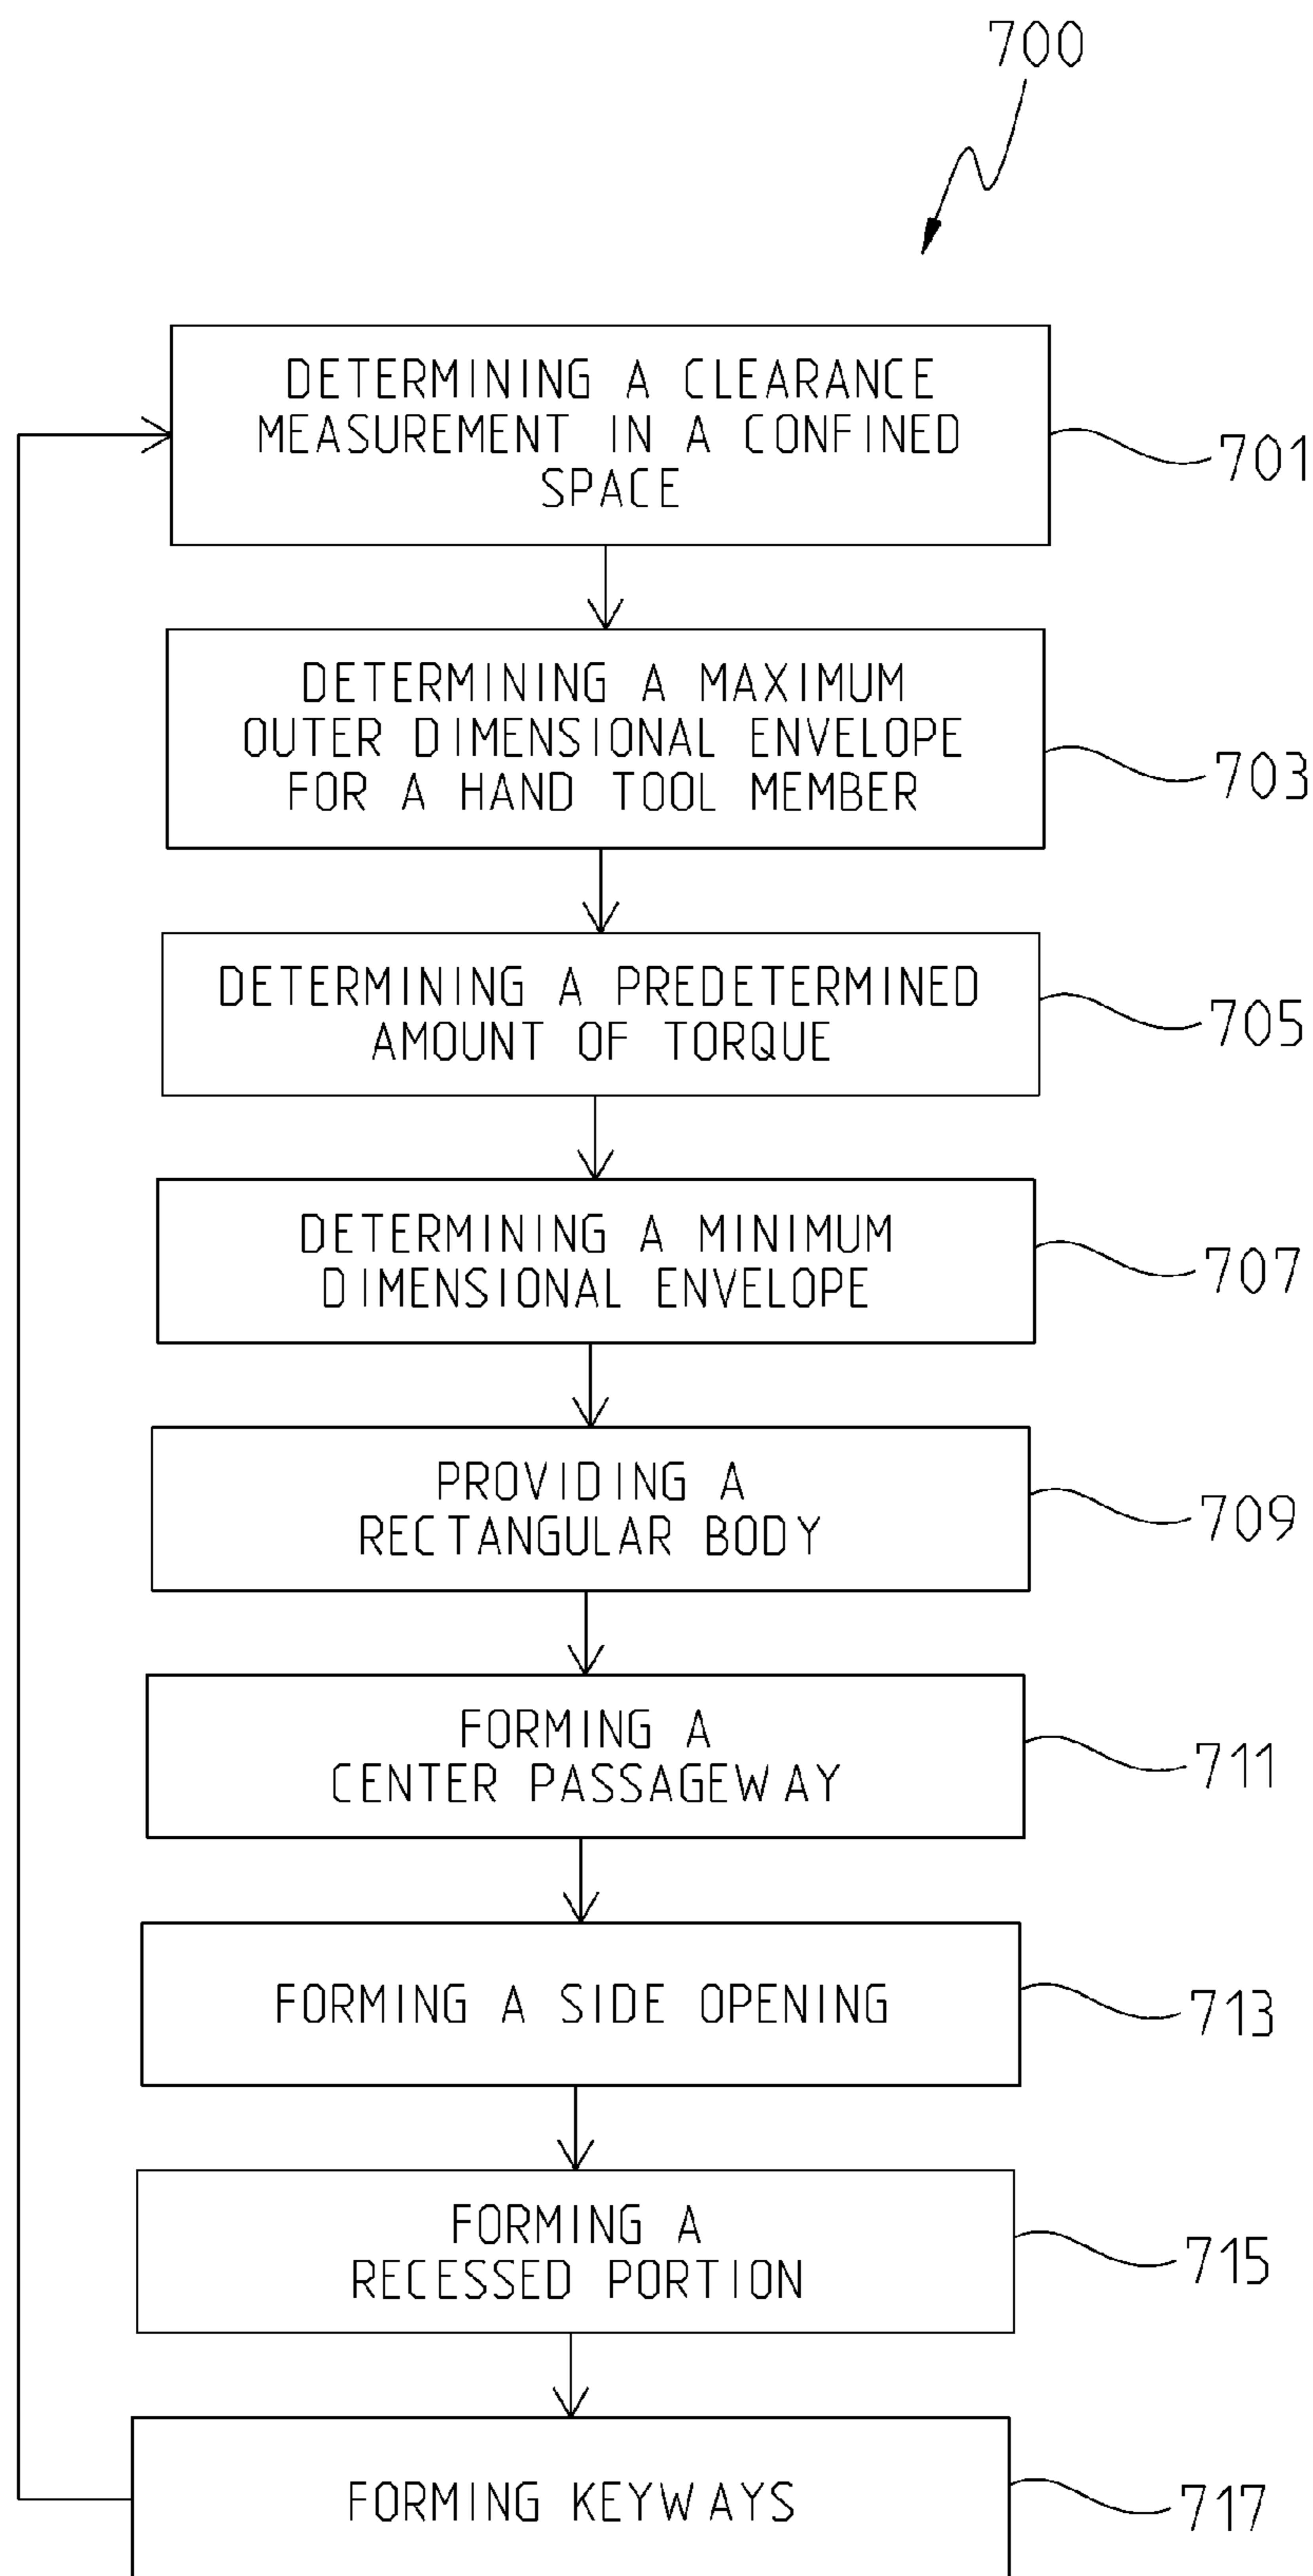 700
DETERMINING A CLEARANCE
MEASUREMENT IN A CONFINED
SPACE
701
DETERMINING A MAXIMUM
OUTER DIMENSIONAL ENVELOPE
FOR A HAND TOOL MEMBER
703
DETERMINING A PREDETERMINED
AMOUNT OF TORQUE
705
DETERMINING A MINIMUM
DIMENSIONAL ENVELOPE
707
PROVIDING A
RECTANGULAR BODY
709
FORMING A
CENTER PASSAGEWAY
711
FORMING A SIDE OPENING
713
FORMING A
RECESSED PORTION
715
FORMING KEYWAYS
717